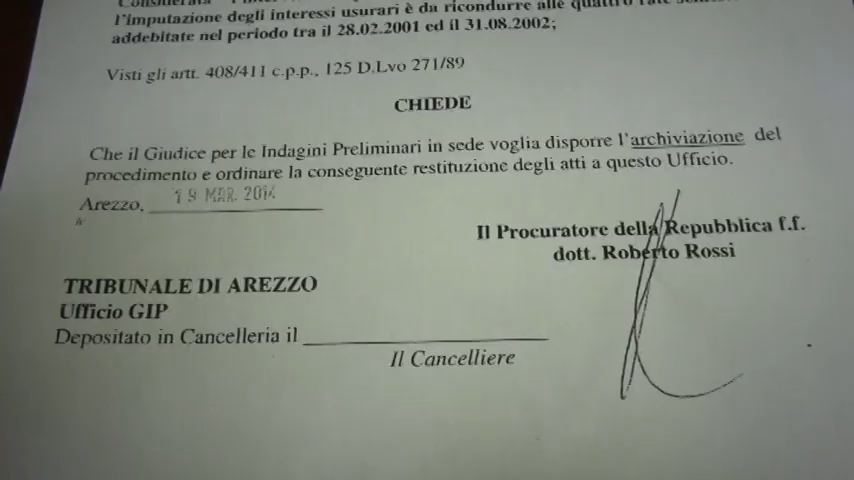 l'imputazione degli interessi usurari è da ricondurre alle quattro rate
addebitate nel periodo tra il 28.02.2001 ed il 31.08.2002;
Visti gli artt. 408/411 c.p.p., 125 D.Lvo 271/89
CHIEDE
Che il Giudice per le Indagini Preliminari in sede voglia disporre l'archiviazione del
procedimento e ordinare la conseguente restituzione degli atti a questo Ufficio.
Arezzo, 19 MAR. 2014
Il Procuratore della Repubblica f.f.
dott. Roberto Rossi
TRIBUNALE DI AREZZO
Ufficio GIP
Depositato in Cancelleria il
Il Cancelliere